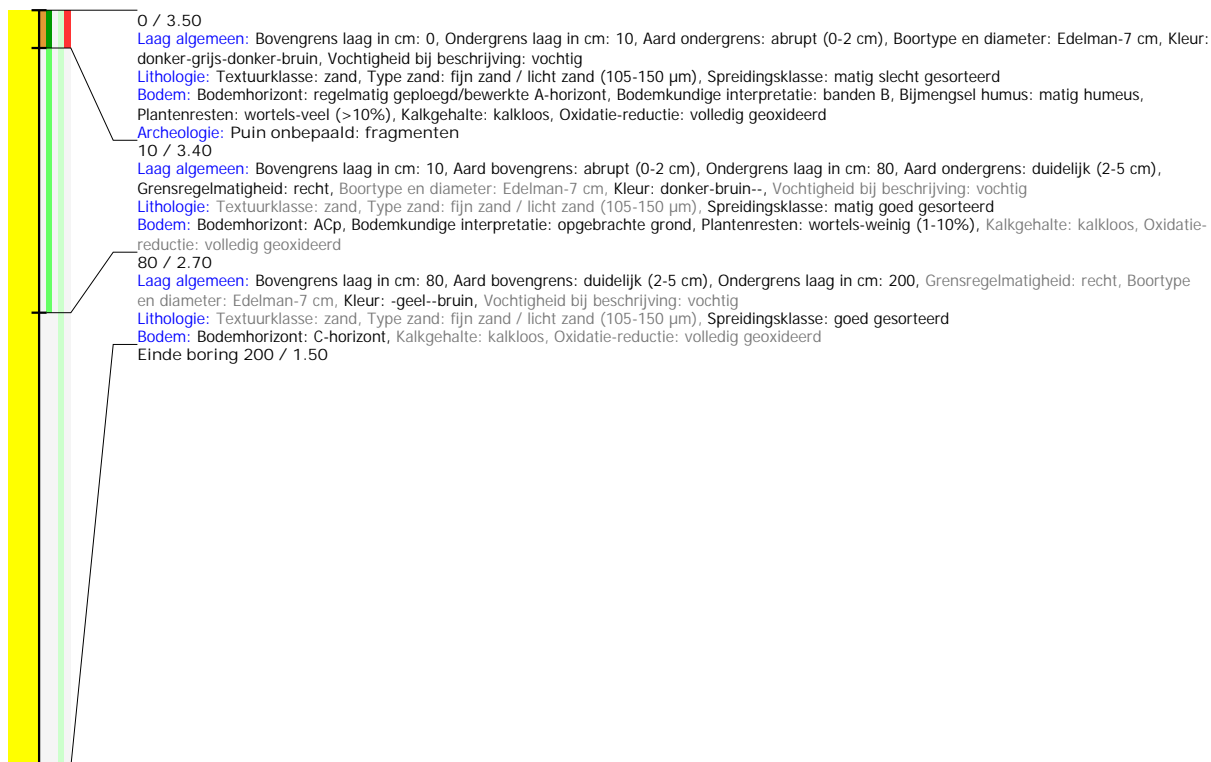 0 / 3.50
Laag algemeen: Bovengrens laag in cm: 0, Ondergrens laag in cm: 10, Aard ondergrens: abrupt (0-2 cm), Boortype en diameter: Edelman-7 cm, Kleur:
donker-grijs-donker-bruin, Vochtigheid bij beschrijving: vochtig
Lithologie: Textuurklasse: zand, Type zand: fijn zand / licht zand (105-150 µm), Spreidingsklasse: matig slecht gesorteerd
Bodem: Bodemhorizont: regelmatig geploegd/bewerkte A-horizont, Bodemkundige interpretatie: banden B, Bijmengsel humus: matig humeus,
Plantenresten: wortels-veel (>10%), Kalkgehalte: kalkloos, Oxidatie-reductie: volledig geoxideerd
Archeologie: Puin onbepaald: fragmenten
10 / 3.40
Laag algemeen: Bovengrens laag in cm: 10, Aard bovengrens: abrupt (0-2 cm), Ondergrens laag in cm: 80, Aard ondergrens: duidelijk (2-5 cm),
Grensregelmatigheid: recht, Boortype en diameter: Edelman-7 cm, Kleur: donker-bruin--, Vochtigheid bij beschrijving: vochtig
Lithologie: Textuurklasse: zand, Type zand: fijn zand / licht zand (105-150 µm), Spreidingsklasse: matig goed gesorteerd
Bodem: Bodemhorizont: ACp, Bodemkundige interpretatie: opgebrachte grond, Plantenresten: wortels-weinig (1-10%), Kalkgehalte: kalkloos, Oxidatie-
reductie: volledig geoxideerd
80 / 2.70
Laag algemeen: Bovengrens laag in cm: 80, Aard bovengrens: duidelijk (2-5 cm), Ondergrens laag in cm: 200, Grensregelmatigheid: recht, Boortype
en diameter: Edelman-7 cm, Kleur: -geel--bruin, Vochtigheid bij beschrijving: vochtig
Lithologie: Textuurklasse: zand, Type zand: fijn zand / licht zand (105-150 µm), Spreidingsklasse: goed gesorteerd
Bodem: Bodemhorizont: C-horizont, Kalkgehalte: kalkloos, Oxidatie-reductie: volledig geoxideerd
Einde boring 200 / 1.50